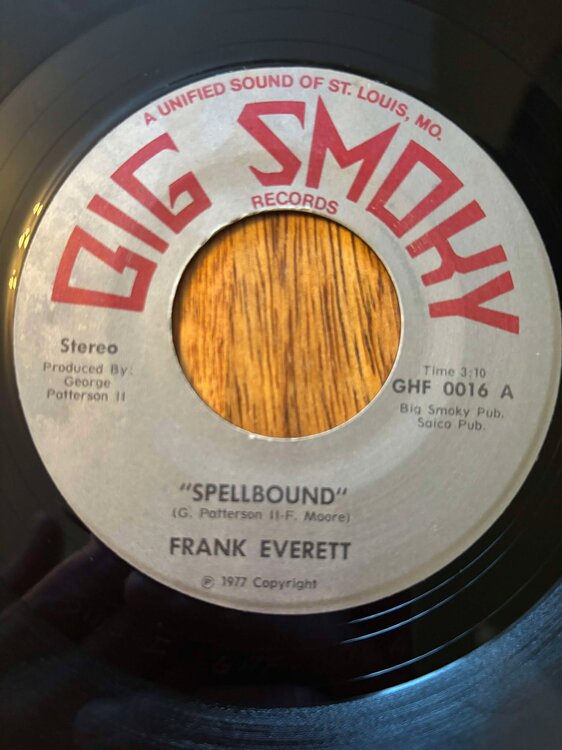 A UNIFIED SOUND OF ST. LOUIS, MO.
BIG SMOKY
RECORDS
Stereo
Produced By:
George
Patterson II
Time 3:10
GHF 0016 A
Big Smoky Pub.
Saico Pub.
"SPELLBOUND"
(G. Patterson II-F. Moore)
FRANK EVERETT
℗ 1977 Copyright